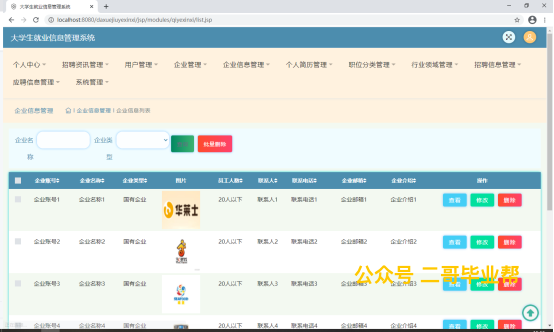 大学生就业信息管理系统
localhost:8080/daxuejiuyexinxi/jsp/modules/qiyexinxi/list.jsp
大学生就业信息管理系统
个人中心 招聘资讯管理 用户管理 企业管理 企业信息管理 个人简历管理 职位分类管理 行业领域管理 招聘信息管理
应聘信息管理 系统管理
企业信息管理 企业信息管理 企业信息列表
企业名称 企业类型 批量删除
企业账号 企业名称 企业类型 照片 员工人数 联系人 联系电话 企业邮箱 企业介绍 操作
企业账号1 企业名称1 国有企业 华莱士 20人以下 联系人1 联系电话1 企业邮箱1 企业介绍1 查看 修改 删除
企业账号2 企业名称2 国有企业 20人以下 联系人2 联系电话2 企业邮箱2 企业介绍2 查看 修改 删除
公众号 二哥毕业帮
企业账号3 企业名称3 国有企业 20人以下 联系人3 联系电话3 企业邮箱3 企业介绍3 查看 修改 删除
企业账号4 企业名称4 国有企业 20人以下 联系人4 联系电话4 企业邮箱4 企业介绍4 查看 修改 删除